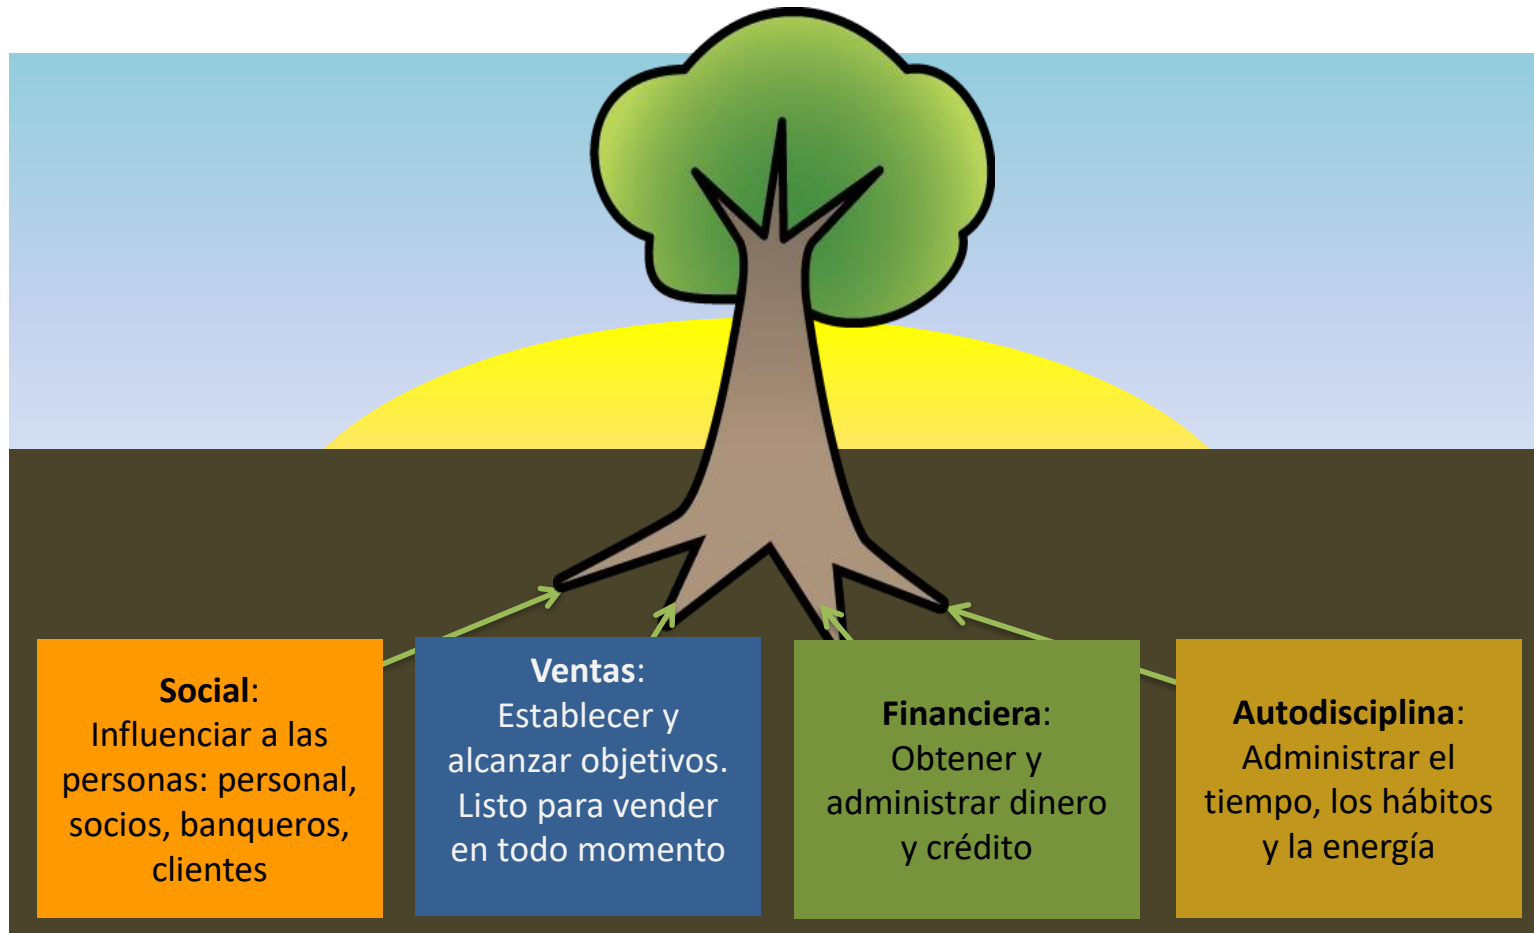 Social:
Influenciar a las
personas: personal,
socios, banqueros,
clientes
Ventas:
Establecer y
alcanzar objetivos.
Listo para vender
en todo momento
Financiera:
Obtener y
administrar dinero
y crédito
Autodisciplina:
Administrar el
tiempo, los hábitos
y la energía